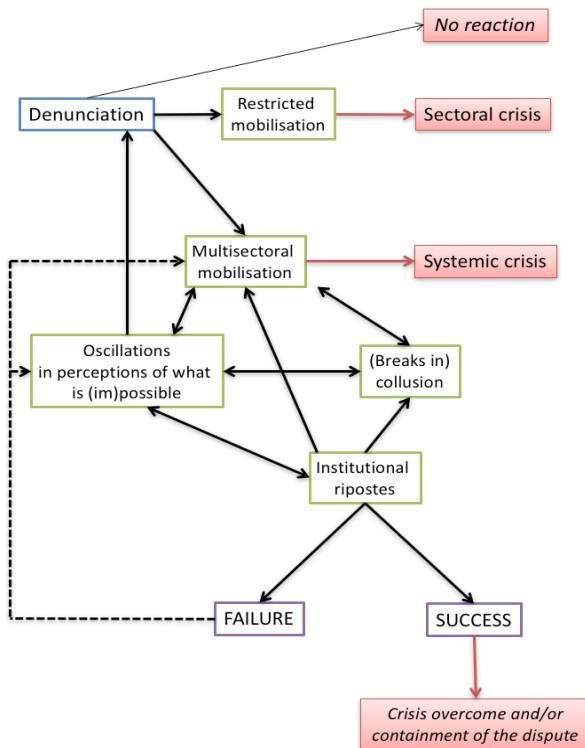 No reaction
Denunciation
Restricted
mobilisation
Sectoral crisis
Multisectoral
mobilisation
Systemic crisis
Oscillations
in perceptions of what
is (im)possible
(Breaks in)
collusion
Institutional
ripostes
FAILURE
SUCCESS
Crisis overcome and/or
containment of the dispute